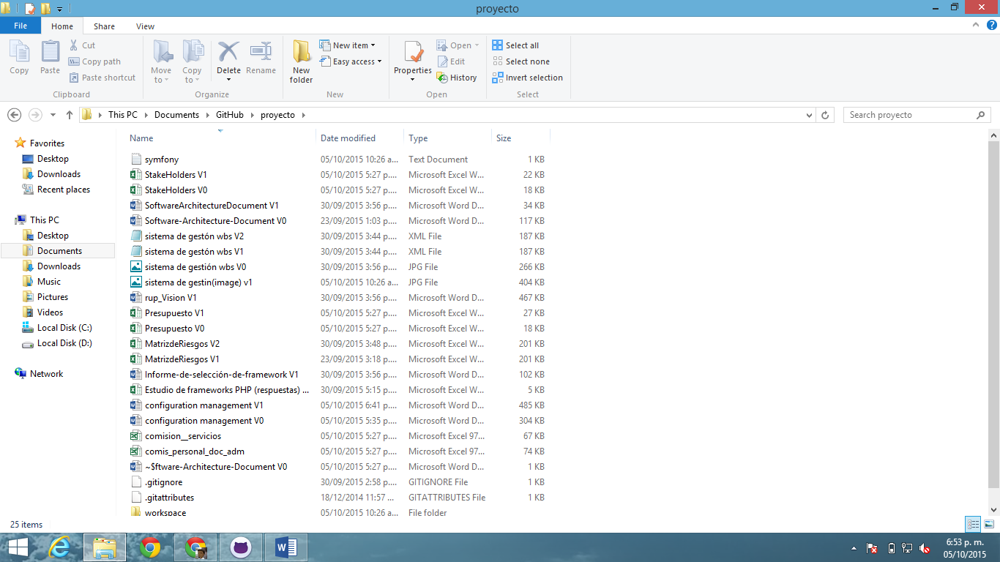 proyecto
File Home Share View
Copy
Paste
Cut
Copy path
Paste shortcut
Clipboard
Move to
Copy to
Delete
Rename
Organize
New folder
New item
Easy access
New
Properties
Open
Edit
History
Open
Select all
Select none
Invert selection
Select
This PC Documents GitHub proyecto
Search proyecto
Favorites
Desktop
Downloads
Recent places
This PC
Desktop
Documents
Downloads
Music
Pictures
Videos
Local Disk (C:)
Local Disk (D:)
Network
Name Date modified Type Size
symfony 05/10/2015 10:26 a... Text Document 1 KB
StakeHolders V1 05/10/2015 5:27 p.... Microsoft Excel W... 22 KB
StakeHolders V0 05/10/2015 5:27 p.... Microsoft Excel W... 18 KB
SoftwareArchitectureDocument V1 30/09/2015 3:56 p.... Microsoft Word D... 34 KB
Software-Architecture-Document V0 23/09/2015 1:03 p.... Microsoft Word D... 117 KB
sistema de gestón wbs V2 30/09/2015 3:44 p.... XML File 187 KB
sistema de gestón wbs V1 30/09/2015 3:44 p.... XML File 187 KB
sistema de gestión wbs V0 30/09/2015 3:56 p.... JPG File 266 KB
sistema de gestin(image) v1 05/10/2015 10:26 a... JPG File 404 KB
rup_Vision V1 30/09/2015 3:56 p.... Microsoft Word D... 467 KB
Presupuesto V1 05/10/2015 5:27 p.... Microsoft Excel W... 27 KB
Presupuesto V0 05/10/2015 5:27 p.... Microsoft Excel W... 18 KB
MatrizdeRiesgos V2 30/09/2015 3:48 p.... Microsoft Excel W... 201 KB
MatrizdeRiesgos V1 23/09/2015 3:18 p.... Microsoft Excel W... 201 KB
Informe-de-selección-de-framework V1 30/09/2015 3:56 p.... Microsoft Word D... 102 KB
Estudio de frameworks PHP (respuestas) ... 30/09/2015 5:15 p.... Microsoft Excel W... 5 KB
configuration management V1 05/10/2015 6:41 p.... Microsoft Word D... 485 KB
configuration management V0 05/10/2015 5:35 p.... Microsoft Word D... 304 KB
comision__servicios 05/10/2015 5:27 p.... Microsoft Excel 97... 67 KB
comis_personal_doc_adm 05/10/2015 5:27 p.... Microsoft Excel 97... 74 KB
~$ftware-Architecture-Document V0 05/10/2015 5:27 p.... Microsoft Word D... 1 KB
.gitignore 30/09/2015 2:58 p.... GITIGNORE File 1 KB
.gitattributes 18/12/2014 11:57 ... GITATTRIBUTES File 1 KB
workspace 05/10/2015 10:26 a... File folder
25 items
6:53 p. m.
05/10/2015